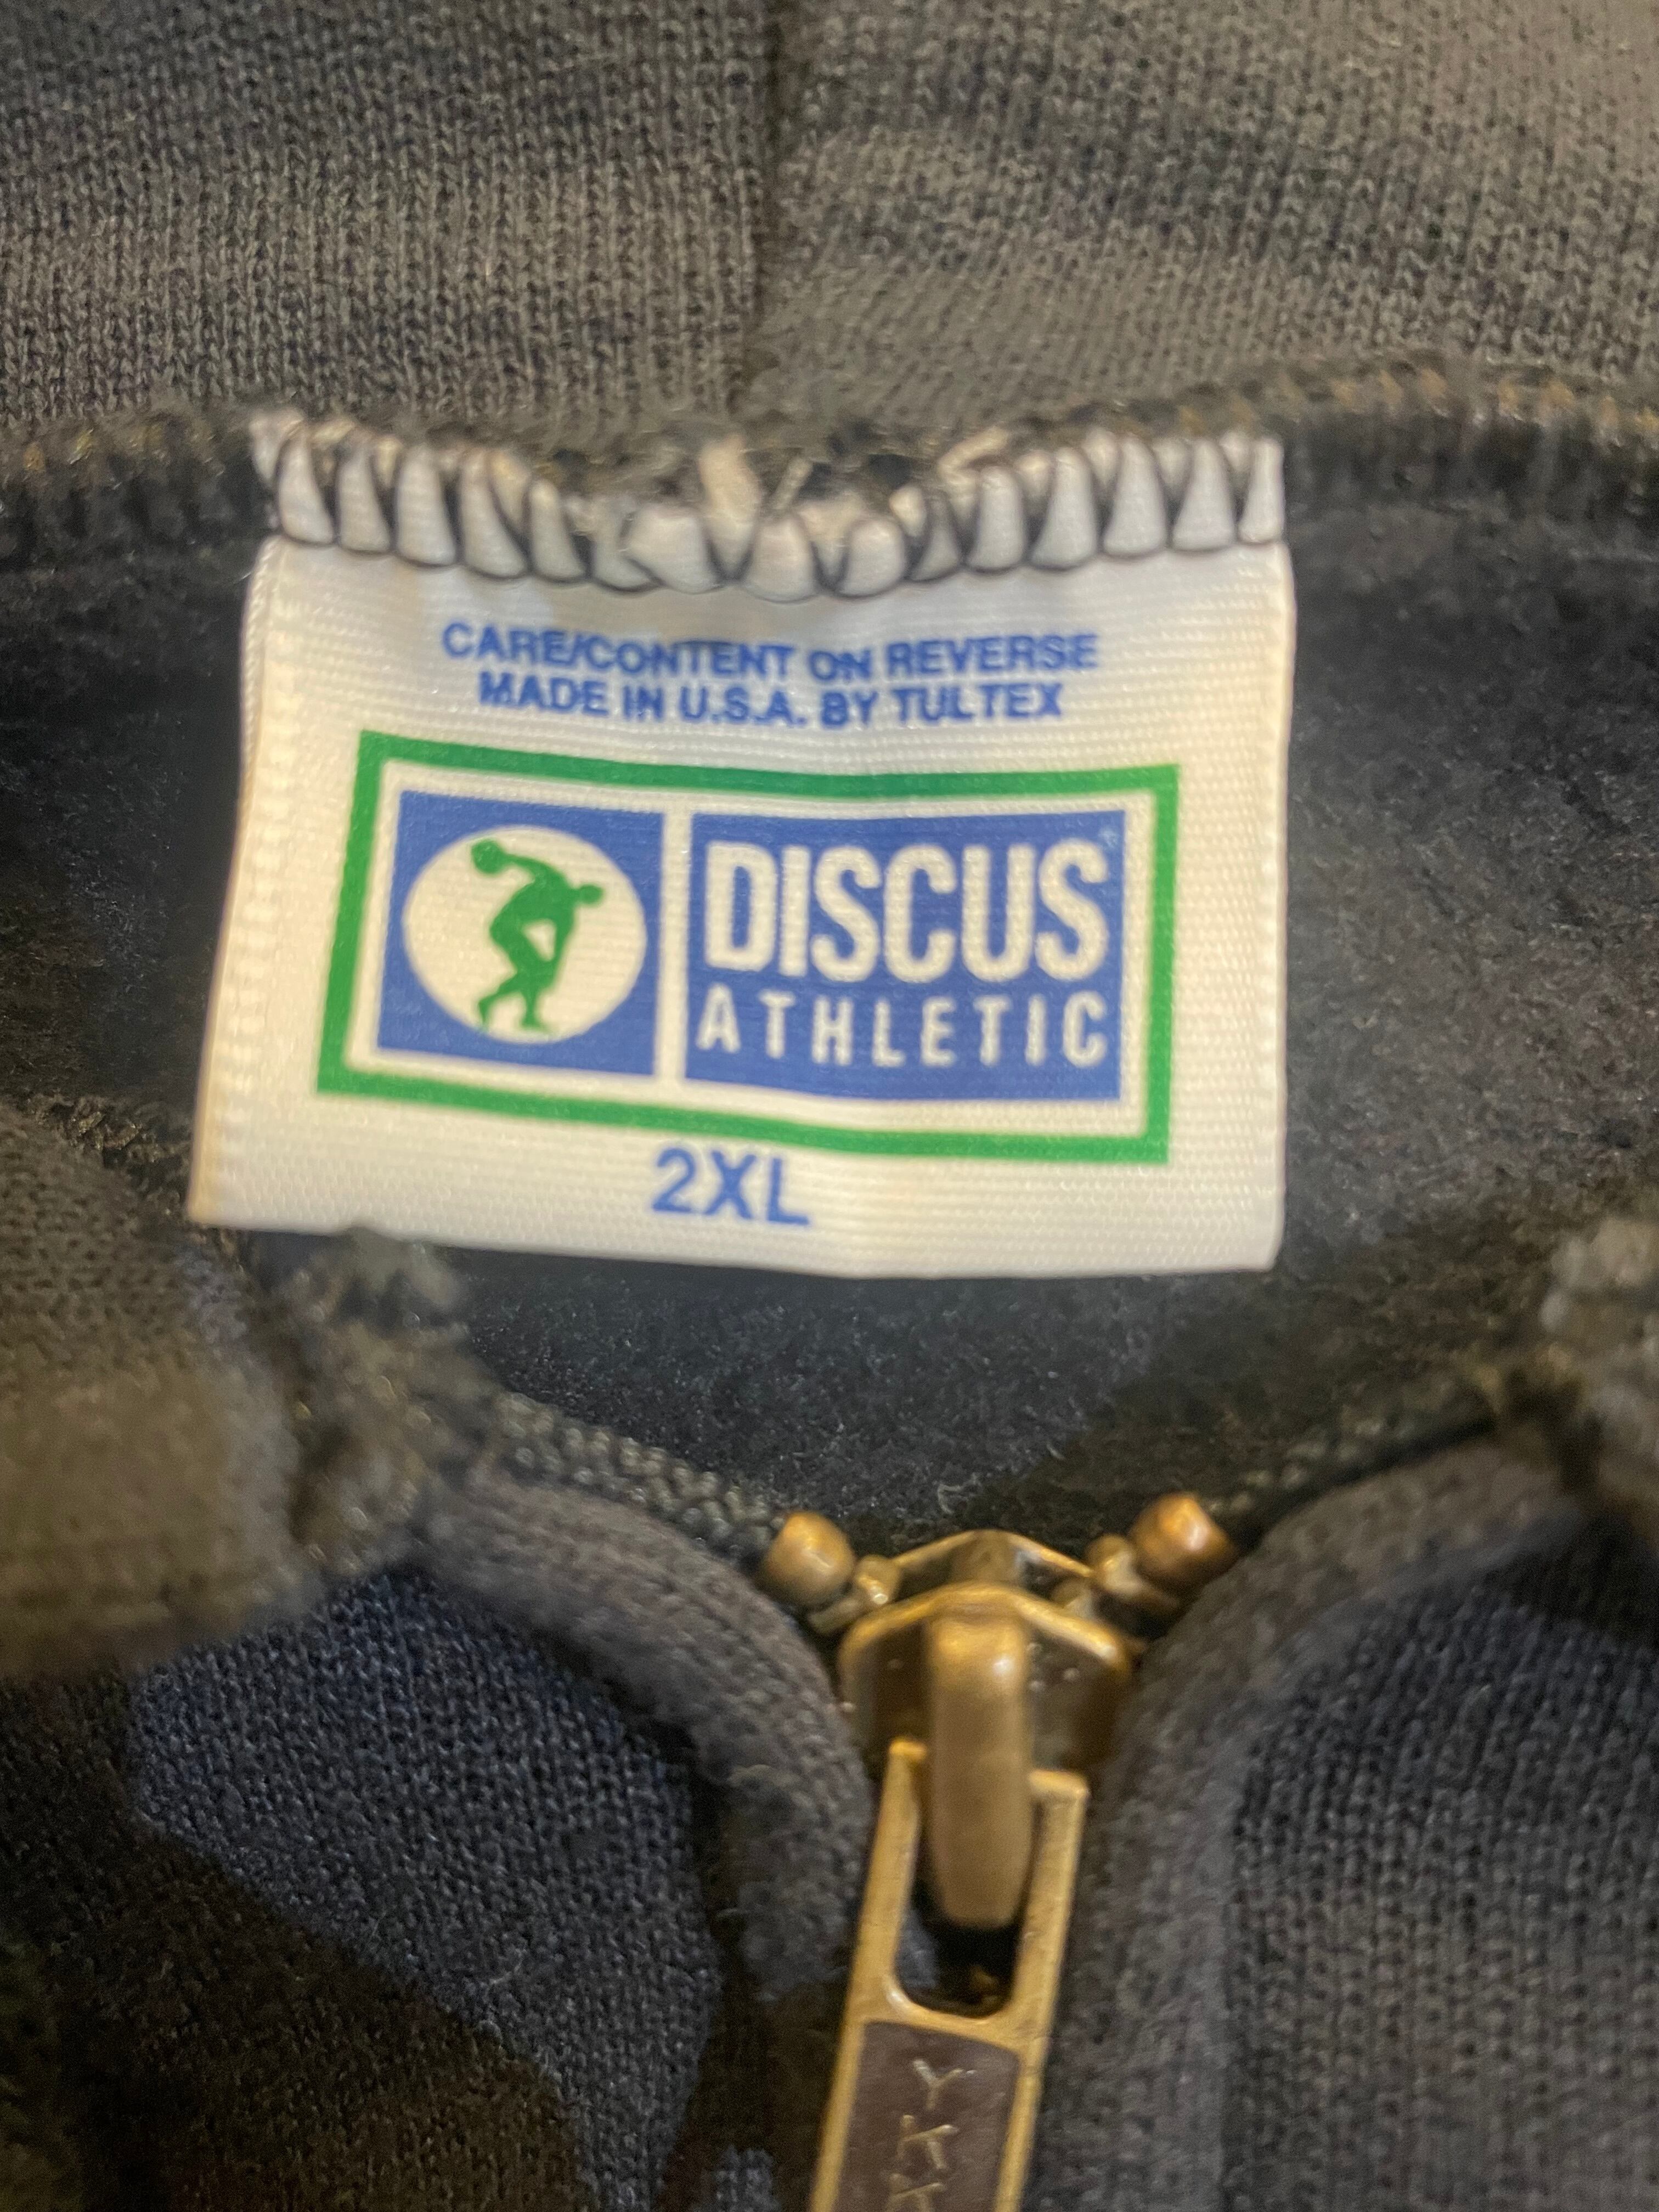 CARE/CONTENT ON REVERSE
MADE IN U.S.A. BY TULTEX
DISCUS®
ATHLETIC
2XL
YKK